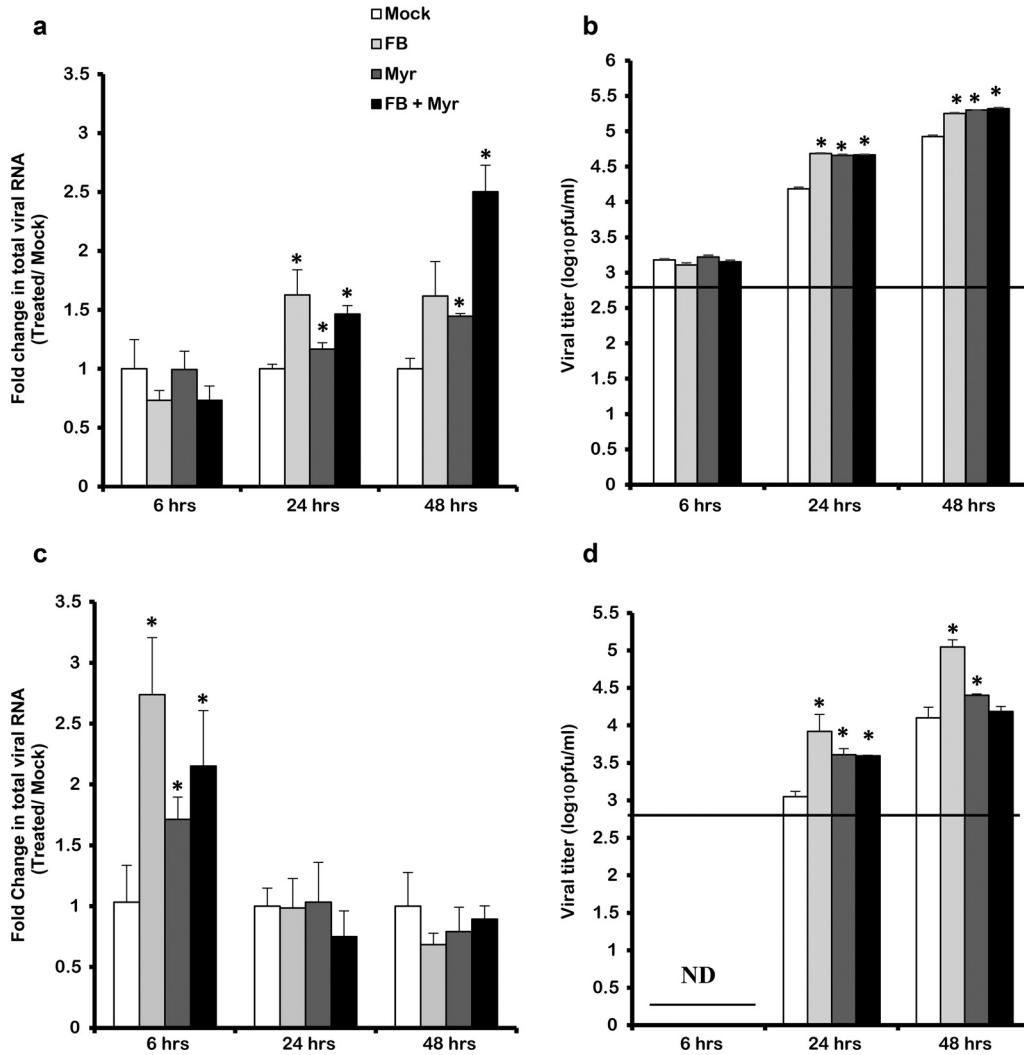 a
Mock
FB
Myr
FB + Myr
Fold change in total viral RNA
(Treated/ Mock)
3.5
3
2.5
2
1.5
1
0.5
0
*
*
*
*
*
6 hrs
24 hrs
48 hrs
b
Viral titer (log10pfu/ml)
6
5.5
5
4.5
4
3.5
3
2.5
2
1.5
1
0.5
0
* * *
* * *
6 hrs
24 hrs
48 hrs
c
Fold Change in total viral RNA
(Treated/ Mock)
3.5
3
2.5
2
1.5
1
0.5
0
*
*
*
6 hrs
24 hrs
48 hrs
d
Viral titer (log10pfu/ml)
5.5
5
4.5
4
3.5
3
2.5
2
1.5
1
0.5
0
ND
*
*
*
*
*
6 hrs
24 hrs
48 hrs